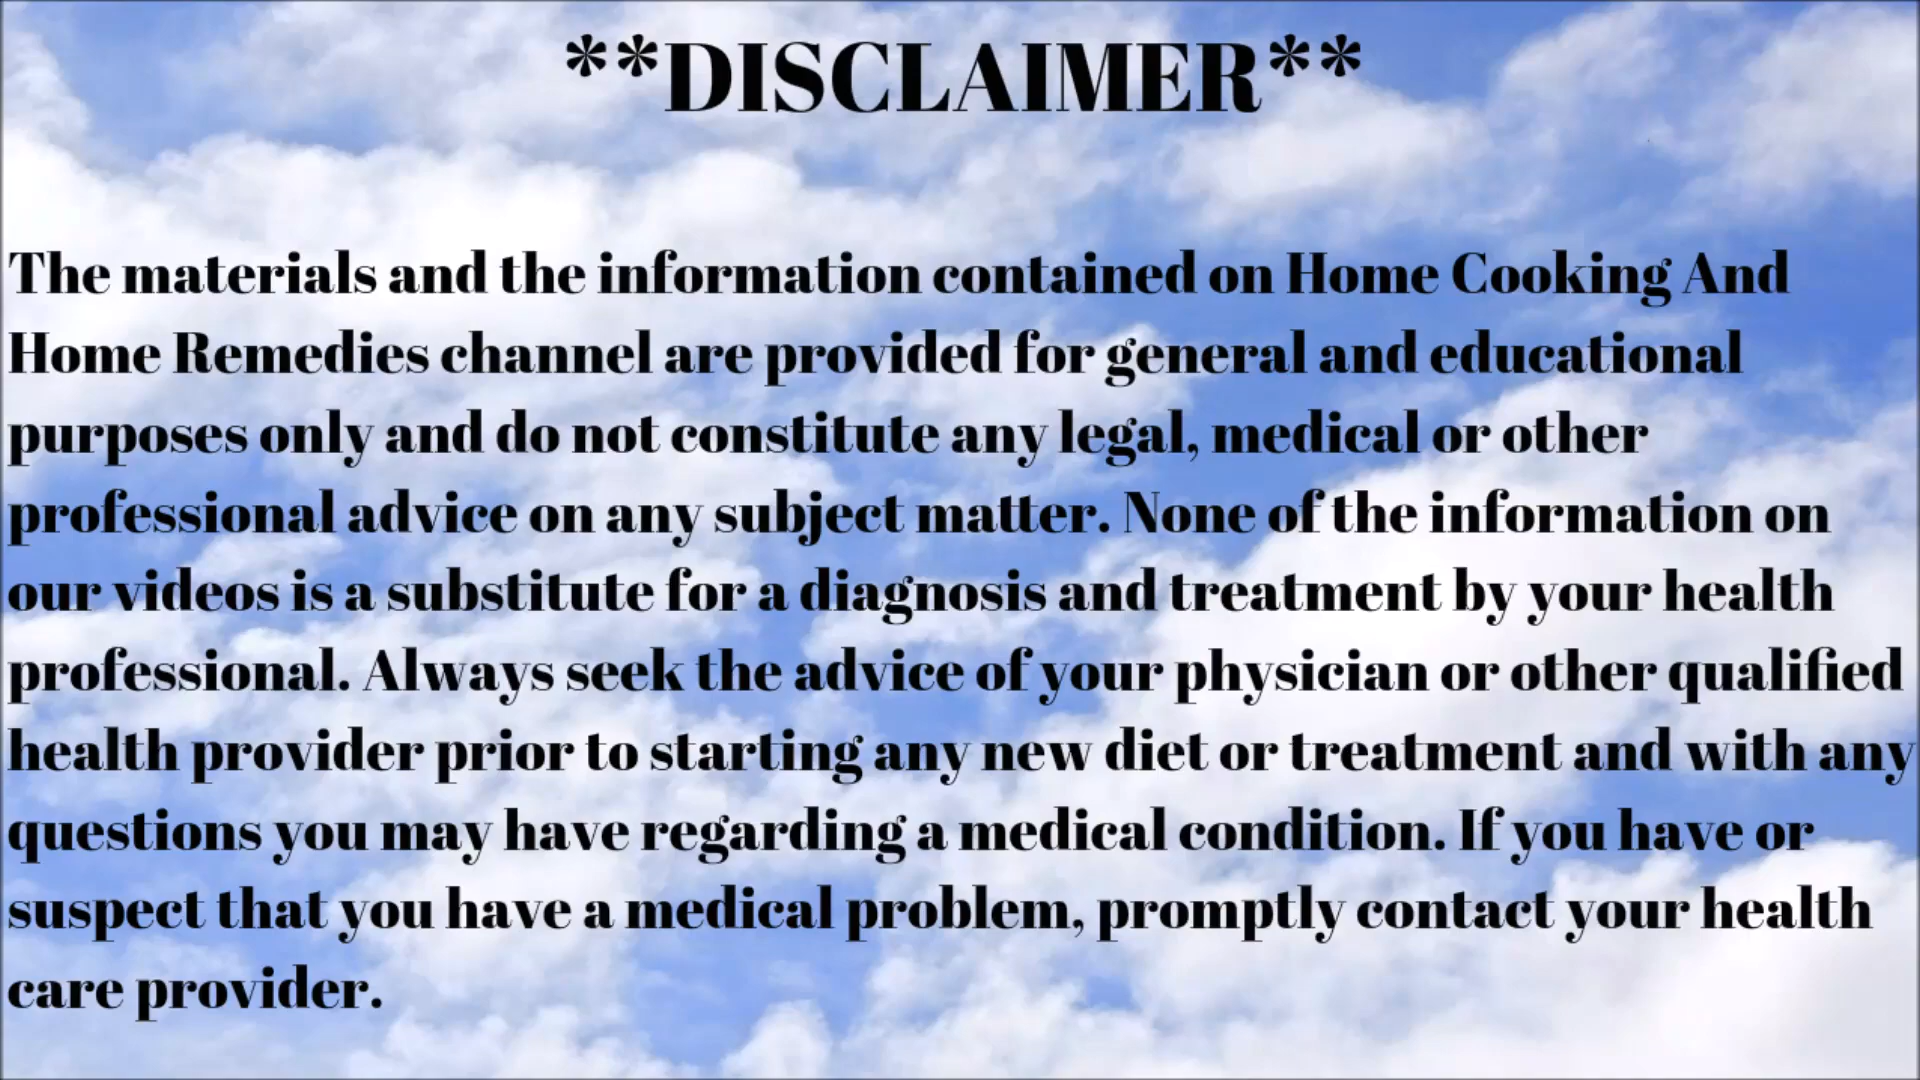 **DISCLAIMER**
The materials and the information contained on Home Cooking And
Home Remedies channel are provided for general and educational
purposes only and do not constitute any legal, medical or other
professional advice on any subject matter. None of the information on
our videos is a substitute for a diagnosis and treatment by your health
professional. Always seek the advice of your physician or other qualified
health provider prior to starting any new diet or treatment and with any
questions you may have regarding a medical condition. If you have or
suspect that you have a medical problem, promptly contact your health
care provider.